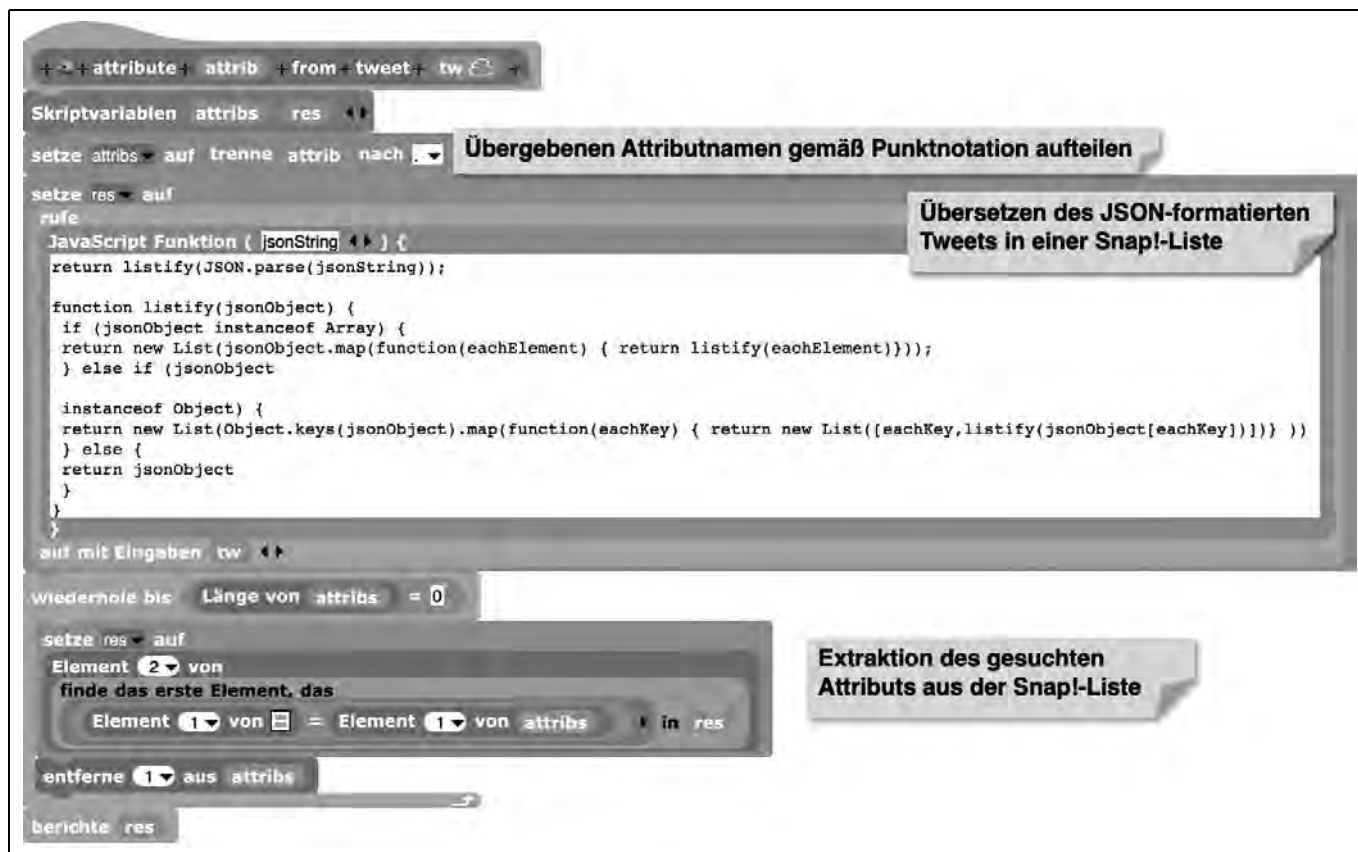 attribute attrib from tweet tw
Skriptvariablen attribs res
setze attribs auf trenne attrib nach .
Übergebenen Attributnamen gemäß Punktnotation aufteilen
setze res auf
rufe
Übersetzen des JSON-formatierten
Tweets in einer Snap!-Liste
JavaScript Funktion ( jsonString ) {
return listify(JSON.parse(jsonString));
function listify(jsonObject) {
if (jsonObject instanceof Array) {
return new List(jsonObject.map(function(eachElement) { return listify(eachElement)}));
} else if (jsonObject
instanceof Object) {
return new List(Object.keys(jsonObject).map(function(eachKey) { return new List([eachKey,listify(jsonObject[eachKey])])} ))
} else {
return jsonObject
}
}
}
auf mit Eingaben tw
wiederhole bis Länge von attribs = 0
setze res auf
Element 2 von
finde das erste Element, das
Element 1 von = Element 1 von attribs in res
Extraktion des gesuchten
Attributs aus der Snap!-Liste
entferne 1 aus attribs
berichte res